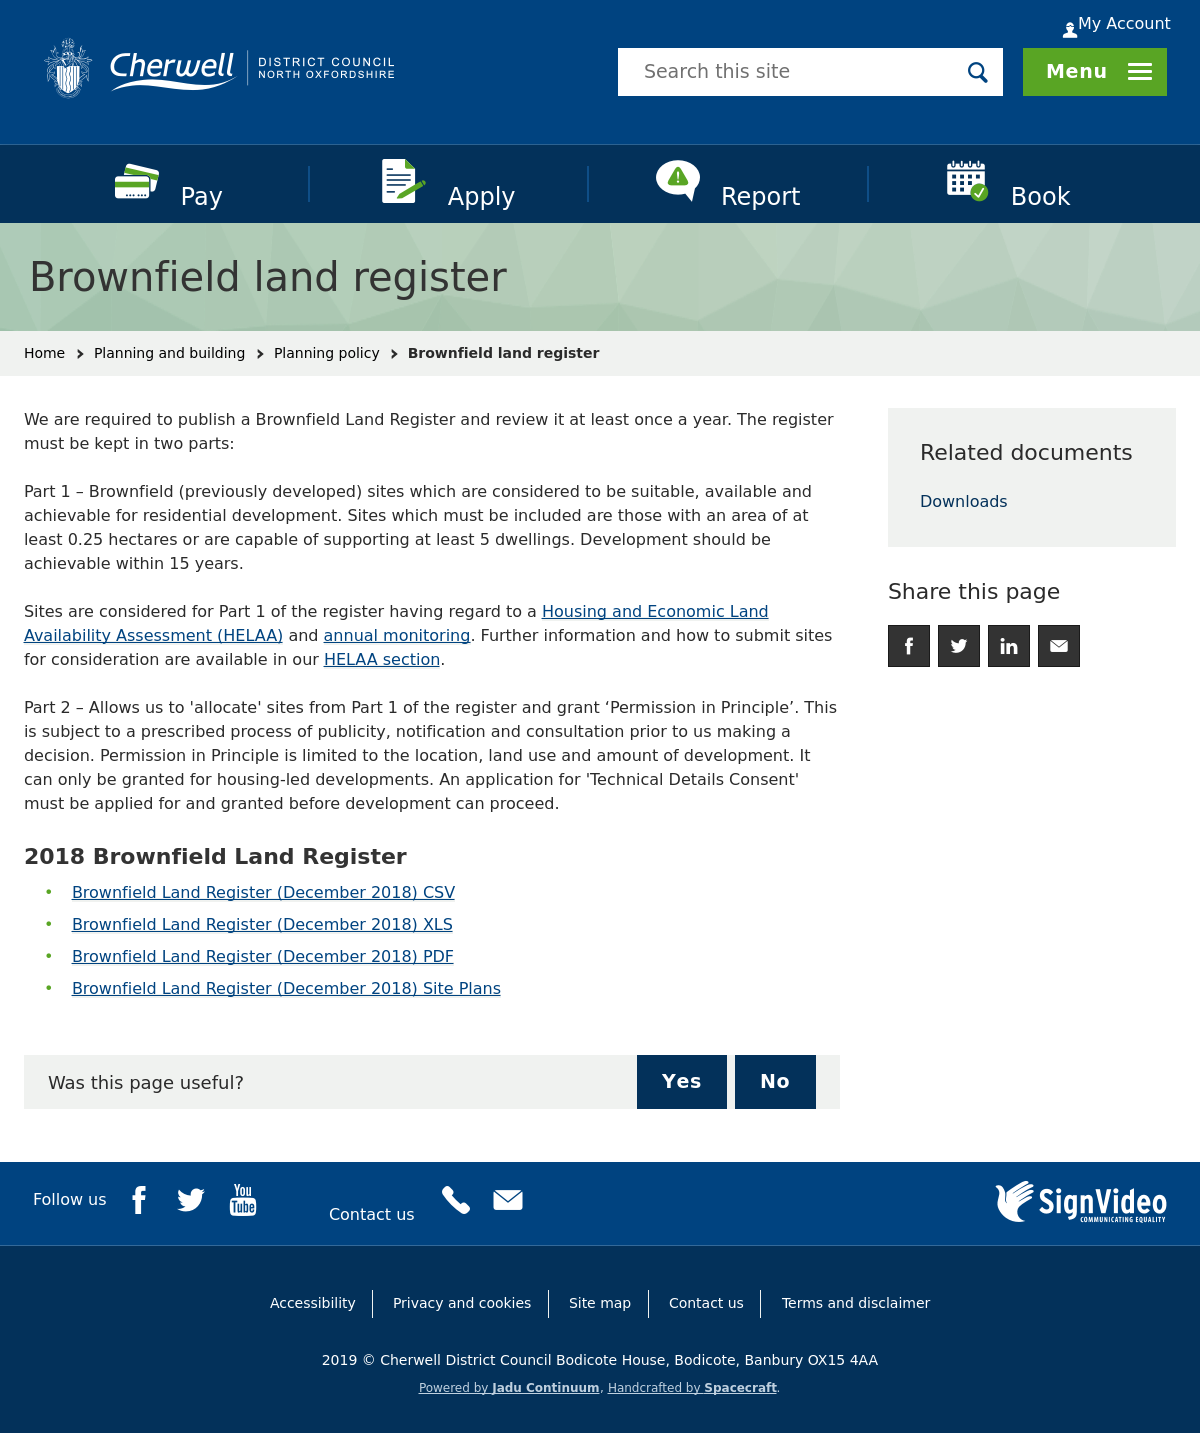 My Account
Cherwell
DISTRICT COUNCIL
NORTH OXFORDSHIRE
Search this site
Menu
Pay
Apply
Report
Book
Brownfield land register
Home
Planning and building
Planning policy
Brownfield land register
We are required to publish a Brownfield Land Register and review it at least once a year. The register
must be kept in two parts:
Part 1 – Brownfield (previously developed) sites which are considered to be suitable, available and
achievable for residential development. Sites which must be included are those with an area of at
least 0.25 hectares or are capable of supporting at least 5 dwellings. Development should be
achievable within 15 years.
Sites are considered for Part 1 of the register having regard to a Housing and Economic Land
Availability Assessment (HELAA) and annual monitoring. Further information and how to submit sites
for consideration are available in our HELAA section.
Part 2 – Allows us to 'allocate' sites from Part 1 of the register and grant ‘Permission in Principle’. This
is subject to a prescribed process of publicity, notification and consultation prior to us making a
decision. Permission in Principle is limited to the location, land use and amount of development. It
can only be granted for housing-led developments. An application for 'Technical Details Consent'
must be applied for and granted before development can proceed.
2018 Brownfield Land Register
• Brownfield Land Register (December 2018) CSV
• Brownfield Land Register (December 2018) XLS
• Brownfield Land Register (December 2018) PDF
• Brownfield Land Register (December 2018) Site Plans
Related documents
Downloads
Share this page
Was this page useful?
Yes
No
Follow us
You
Tube
Contact us
SignVideo
COMMUNICATING EQUALITY
Accessibility
Privacy and cookies
Site map
Contact us
Terms and disclaimer
2019 © Cherwell District Council Bodicote House, Bodicote, Banbury OX15 4AA
Powered by Jadu Continuum, Handcrafted by Spacecraft.